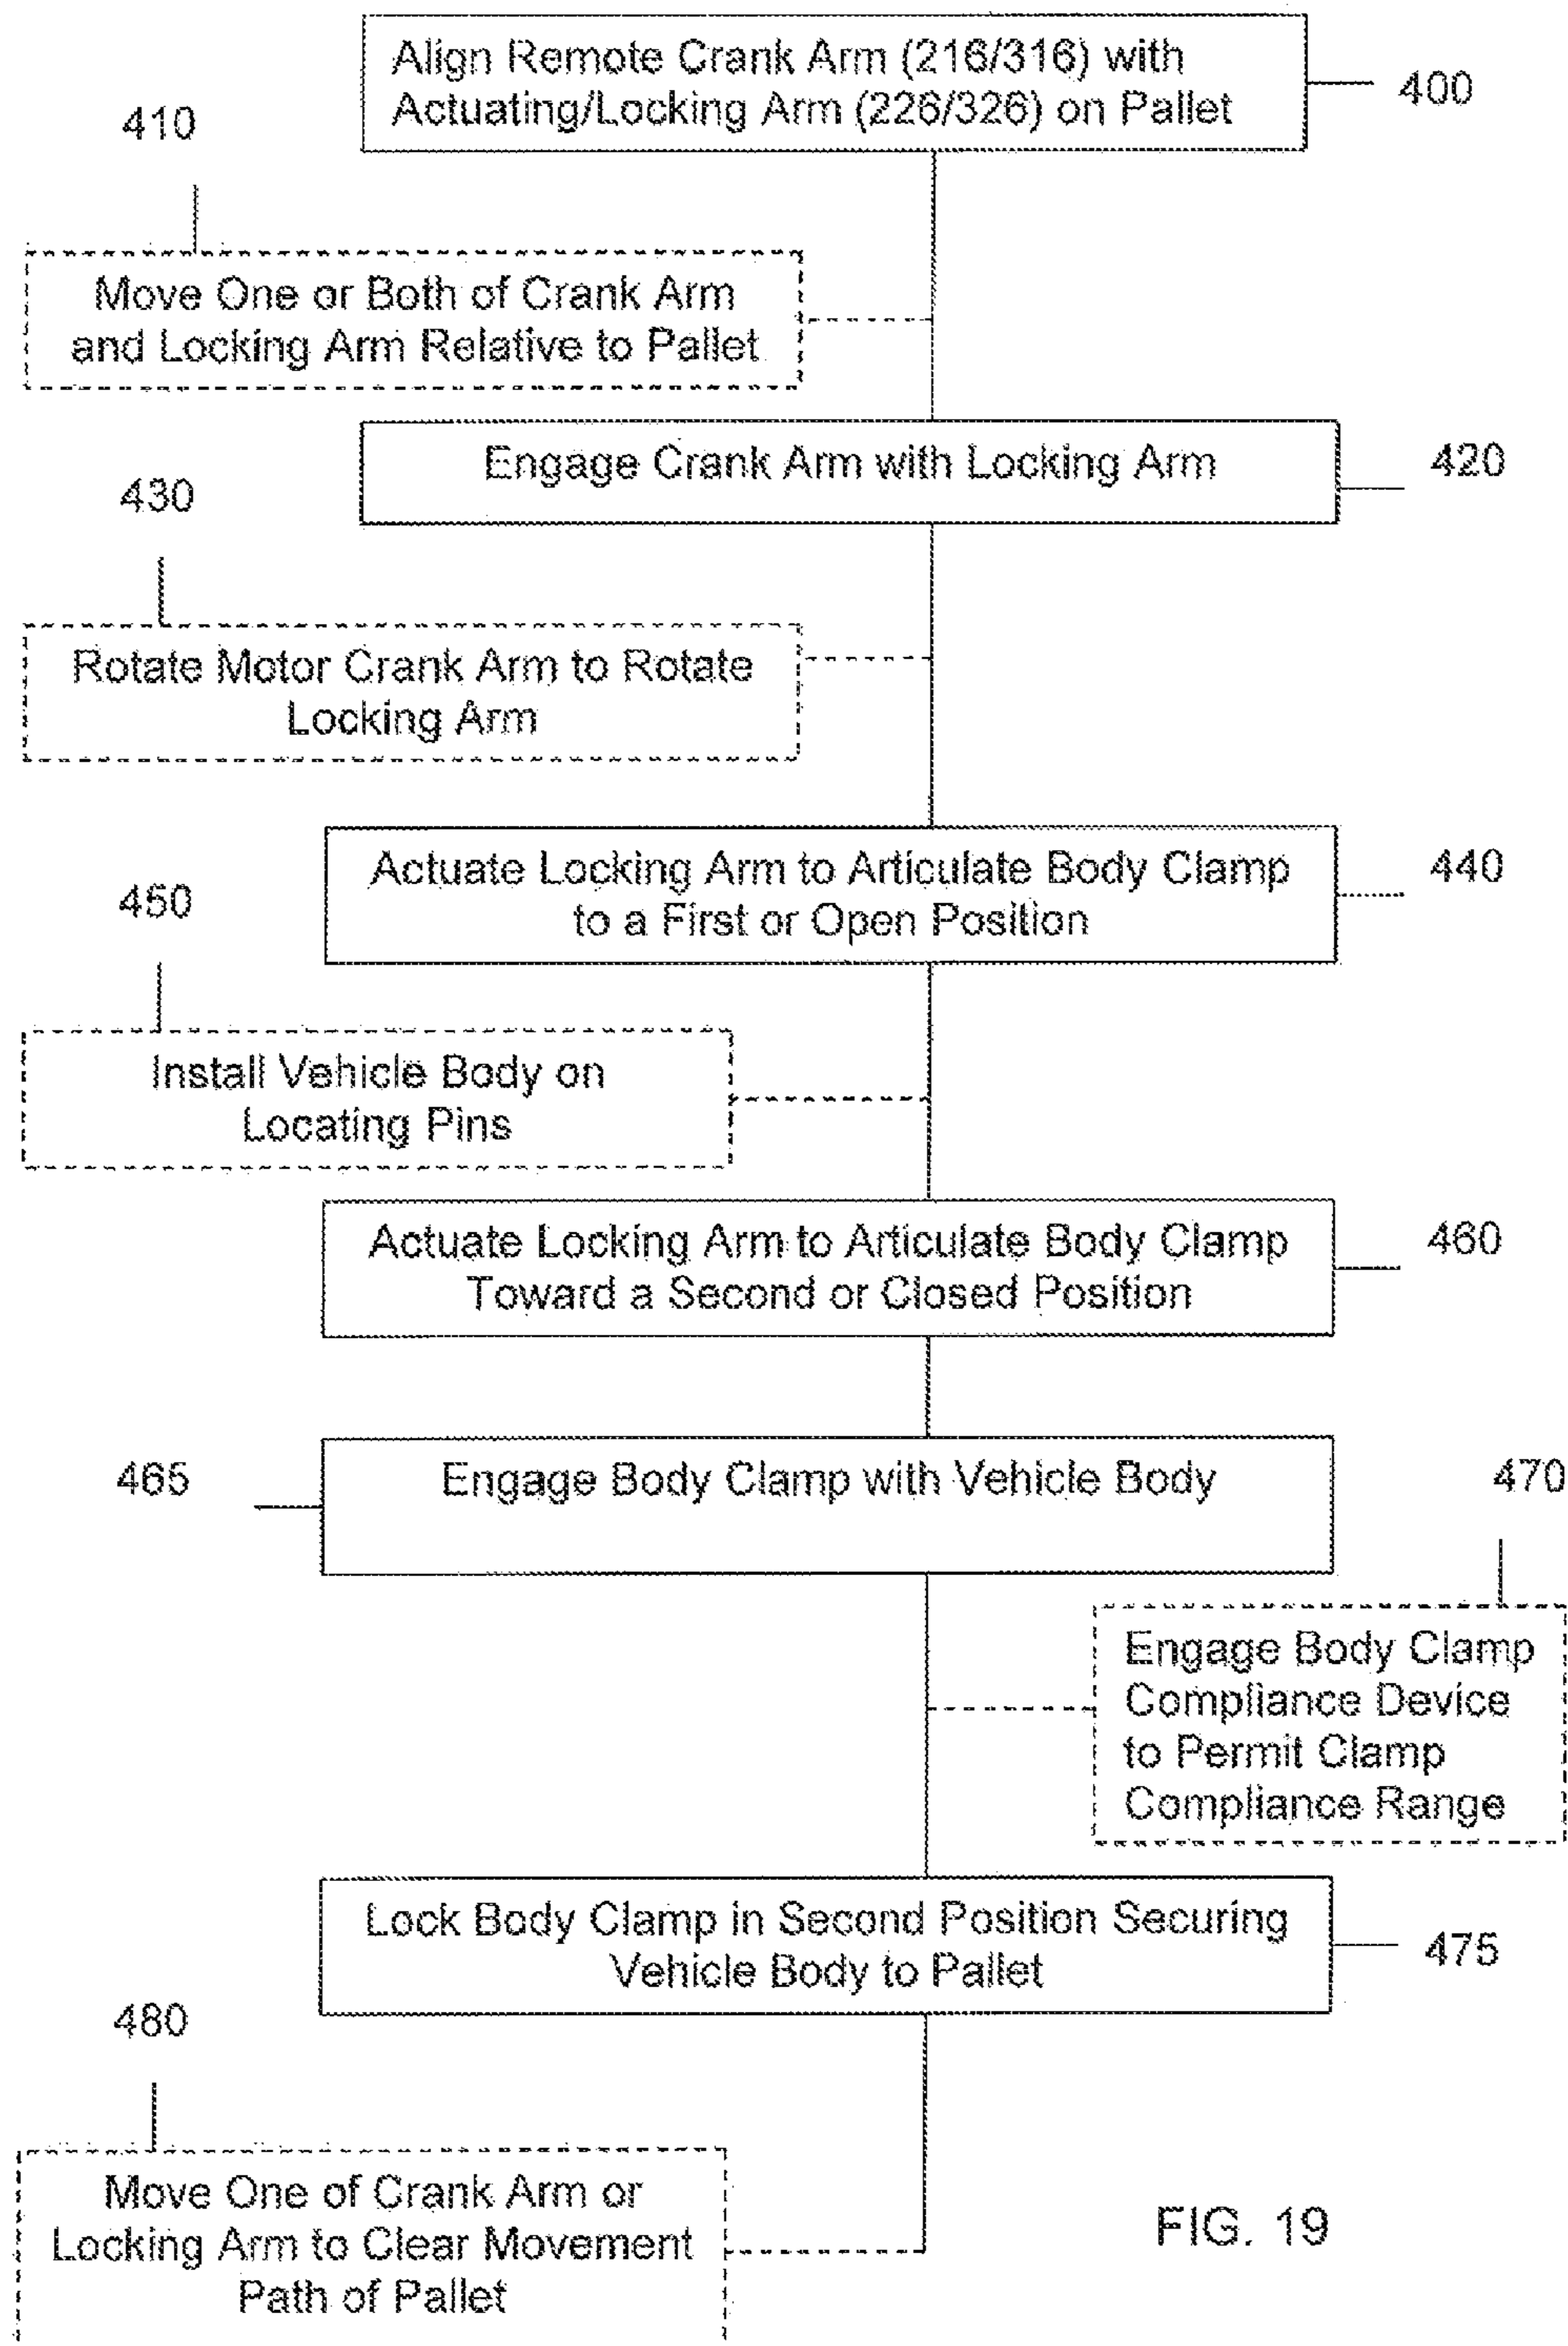 Align Remote Crank Arm (216/316) with
Actuating/Locking Arm (226/326) on Pallet
400
410
Move One or Both of Crank Arm
and Locking Arm Relative to Pallet
Engage Crank Arm with Locking Arm
420
430
Rotate Motor Crank Arm to Rotate
Locking Arm
Actuate Locking Arm to Articulate Body Clamp
to a First or Open Position
440
450
Install Vehicle Body on
Locating Pins
Actuate Locking Arm to Articulate Body Clamp
Toward a Second or Closed Position
460
465
Engage Body Clamp with Vehicle Body
470
Engage Body Clamp
Compliance Device
to Permit Clamp
Compliance Range
Lock Body Clamp in Second Position Securing
Vehicle Body to Pallet
475
480
Move One of Crank Arm or
Locking Arm to Clear Movement
Path of Pallet
FIG. 19